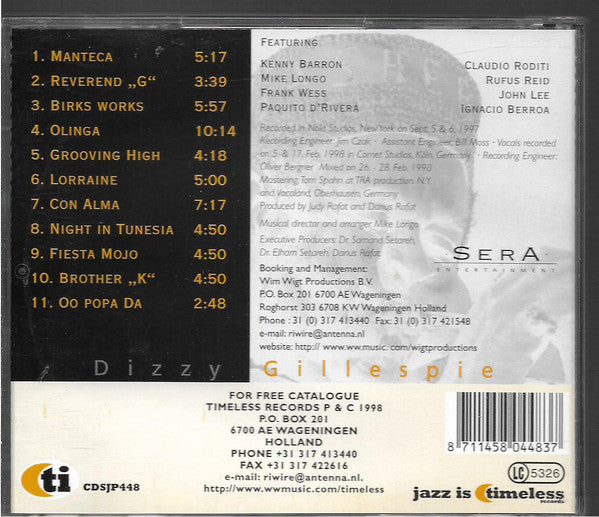 1. Manteca 5:17
2. Reverend „G" 3:39
3. Birks works 5:57
4. Olinga 10:14
5. Grooving High 4:18
6. Lorraine 5:00
7. Con Alma 7:17
8. Night in Tunesia 4:50
9. Fiesta Mojo 4:50
10. Brother „K" 4:50
11. Oo popa Da 2:48
Featuring
Kenny Barron
Mike Longo
Frank Wess
Paquito d'Rivera
Claudio Roditi
Rufus Reid
John Lee
Ignacio Berroa
Recorded in Nola Studios, New York on Sept. 5, & 6, 1997
Recording Engineer: Jim Czak • Assistant Engineer, Bill Moss • Vocals recorded
on 5. & 17, Feb. 1998 in Cornet Studios, Köln, Germany • Recording Engineer:
Oliver Bergner Mixed on 26. - 28. Feb. 1998
Mastering: Tom Spahn at TRA production. N.Y.
and Vocaland, Oberhausen, Germany
Produced by Judy Rafat and Darius Rafat
Musical director and arranger Mike Longo
Executive Producers: Dr. Samand Setareh,
Dr. Elham Setareh, Darius Rafat
SERA
ENTERTAINMENT
Booking and Management:
Wim Wigt Productions B.V.
P.O. Box 201 6700 AE Wageningen
Roghorst 303 6708 KW Wageningen Holland
Phone : 31 (0) 317 413440 Fax: 31 (0) 317 421548
e-mail: riwire@antenna.nl
website: http:// www.ww.music. com/wigtproductions
Dizzy Gillespie
FOR FREE CATALOGUE
TIMELESS RECORDS P & C 1998
P.O. BOX 201
6700 AE WAGENINGEN
HOLLAND
PHONE +31 317 413440
FAX +31 317 422616
e-mail: riwire@antenna.nl.
http://www.wwmusic.com/timeless
ti
CDSJP448
8 711458 044837
LC 5326
jazz is timeless
records